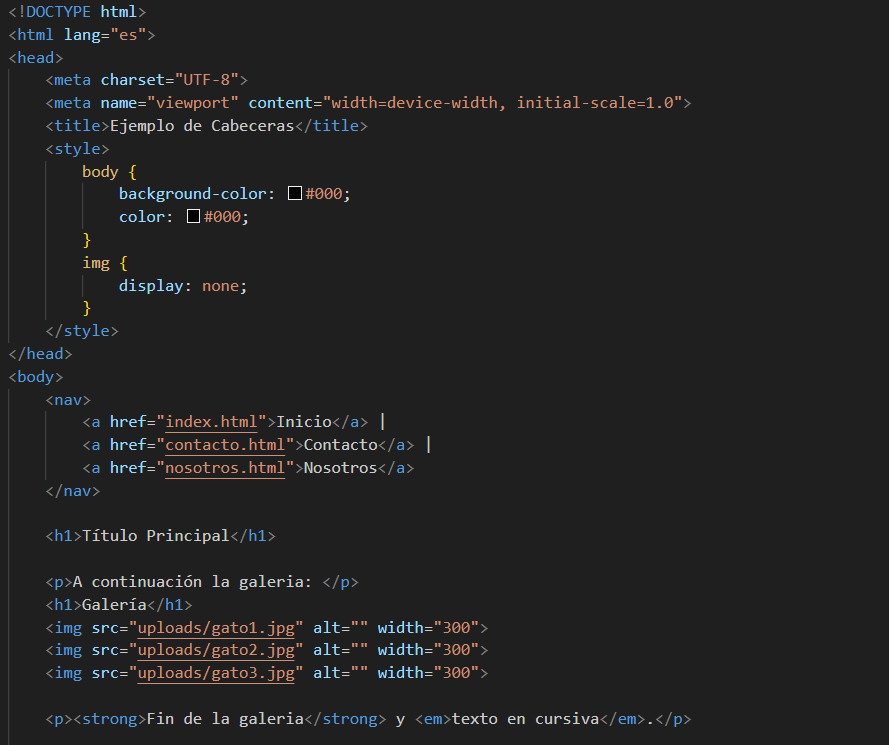 <!DOCTYPE html>
<html lang="es">
<head>
    <meta charset="UTF-8">
    <meta name="viewport" content="width=device-width, initial-scale=1.0">
    <title>Ejemplo de Cabeceras</title>
    <style>
        body {
            background-color: #000;
            color: #000;
        }
        img {
            display: none;
        }
    </style>
</head>
<body>
    <nav>
        <a href="index.html">Inicio</a> |
        <a href="contacto.html">Contacto</a> |
        <a href="nosotros.html">Nosotros</a>
    </nav>

    <h1>Título Principal</h1>

    <p>A continuación la galeria: </p>
    <h1>Galería</h1>
    <img src="uploads/gato1.jpg" alt="" width="300">
    <img src="uploads/gato2.jpg" alt="" width="300">
    <img src="uploads/gato3.jpg" alt="" width="300">

    <p><strong>Fin de la galeria</strong> y <em>texto en cursiva</em>.</p>